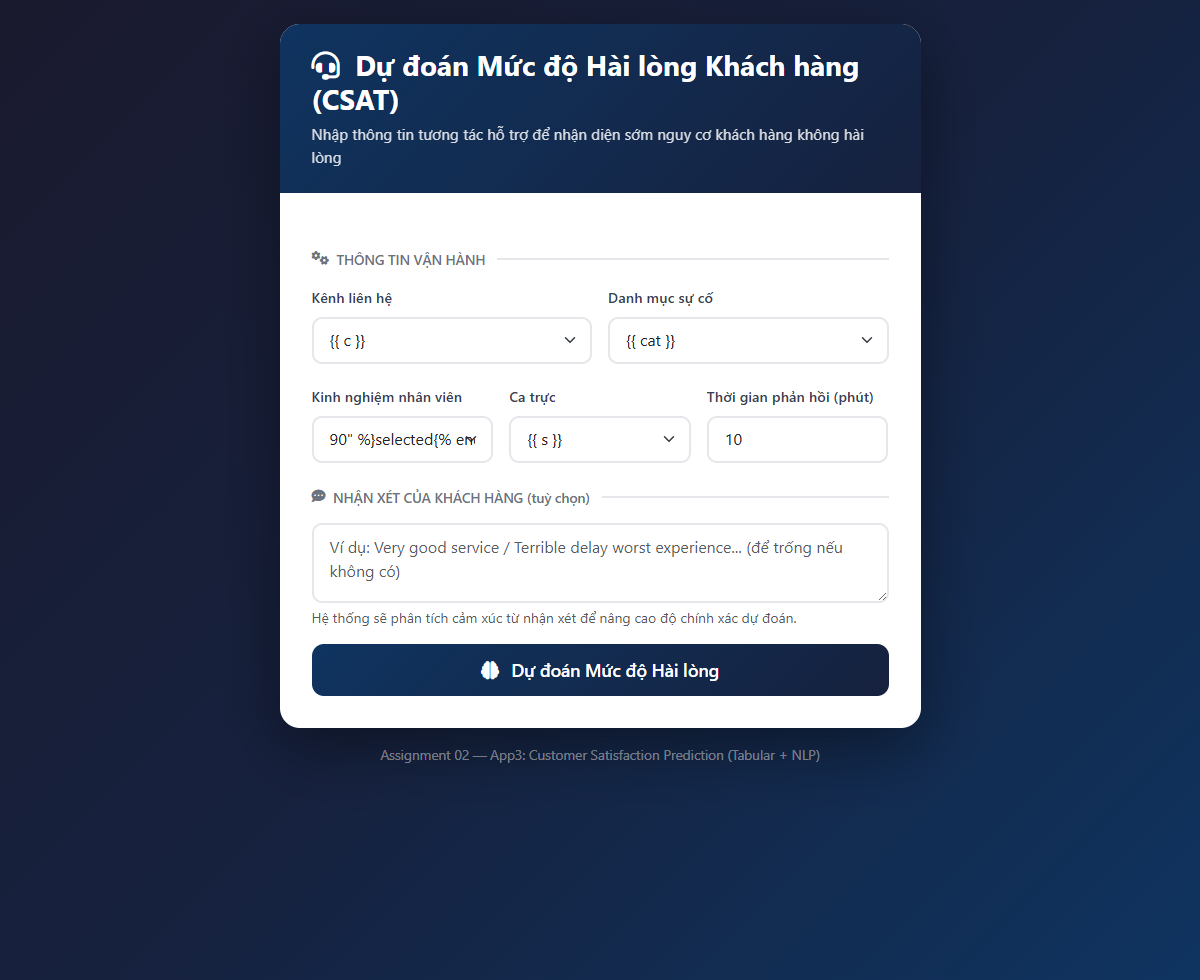 Dự đoán Mức độ Hài lòng Khách hàng
(CSAT)
Nhập thông tin tương tác hỗ trợ để nhận diện sớm nguy cơ khách hàng không hài
lòng
THÔNG TIN VẬN HÀNH
Kênh liên hệ
Danh mục sự cố
{{ c }}
{{ cat }}
Kinh nghiệm nhân viên
Ca trực
Thời gian phản hồi (phút)
90" %}selected{% en
{{ s }}
10
NHẬN XÉT CỦA KHÁCH HÀNG (tuỳ chọn)
Ví dụ: Very good service / Terrible delay worst experience... (để trống nếu
không có)
Hệ thống sẽ phân tích cảm xúc từ nhận xét để nâng cao độ chính xác dự đoán.
Dự đoán Mức độ Hài lòng
Assignment 02 — App3: Customer Satisfaction Prediction (Tabular + NLP)